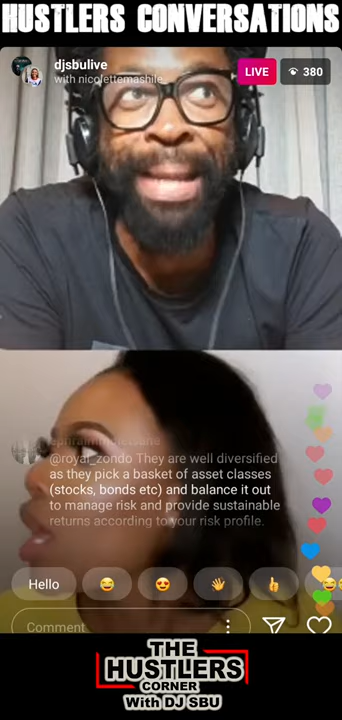 HUSTLERS CONVERSATIONS
djsbulive
with nicolettemashile
LIVE
380
@royal_zondo They are well diversified
as they pick a basket of asset classes
(stocks, bonds etc) and balance it out
to manage risk and provide sustainable
returns according to your risk profile.
Hello
Comment
THE
HUSTLERS
CORNER
With DJ SBU